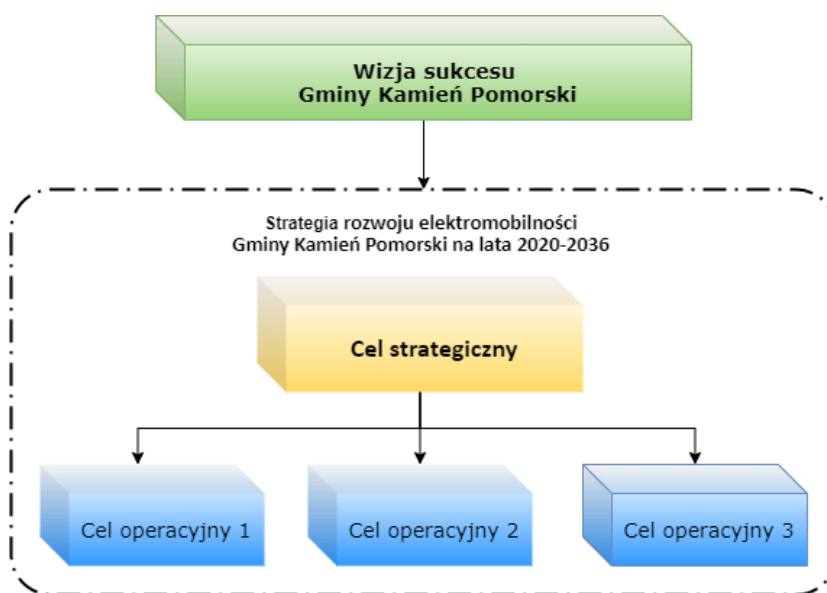 Wizja sukcesu
Gminy Kamień Pomorski
Strategia rozwoju elektromobilności
Gminy Kamień Pomorski na lata 2020-2036
Cel strategiczny
Cel operacyjny 1
Cel operacyjny 2
Cel operacyjny 3